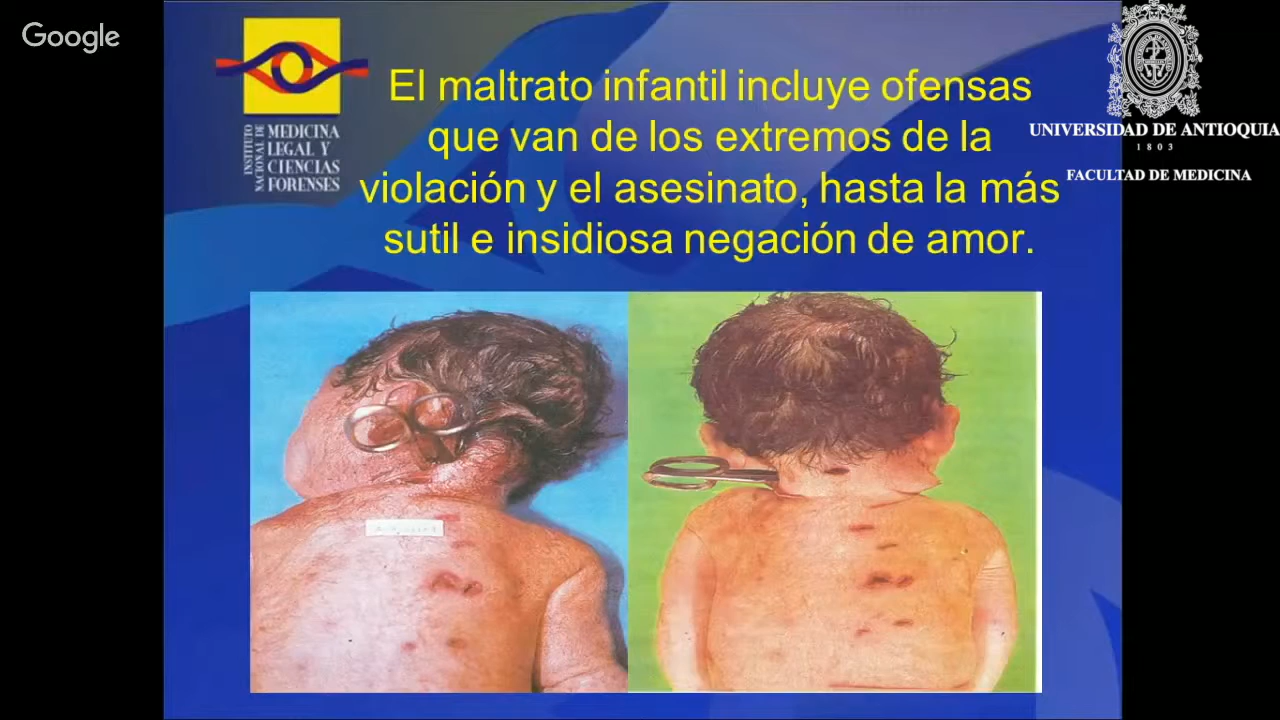 Google
INSTITUTO
NACIONAL DE
MEDICINA
LEGAL Y
CIENCIAS
FORENSES
El maltrato infantil incluye ofensas
que van de los extremos de la
violación y el asesinato, hasta la más
sutil e insidiosa negación de amor.
UNIVERSIDAD DE ANTIOQUIA
1803
FACULTAD DE MEDICINA